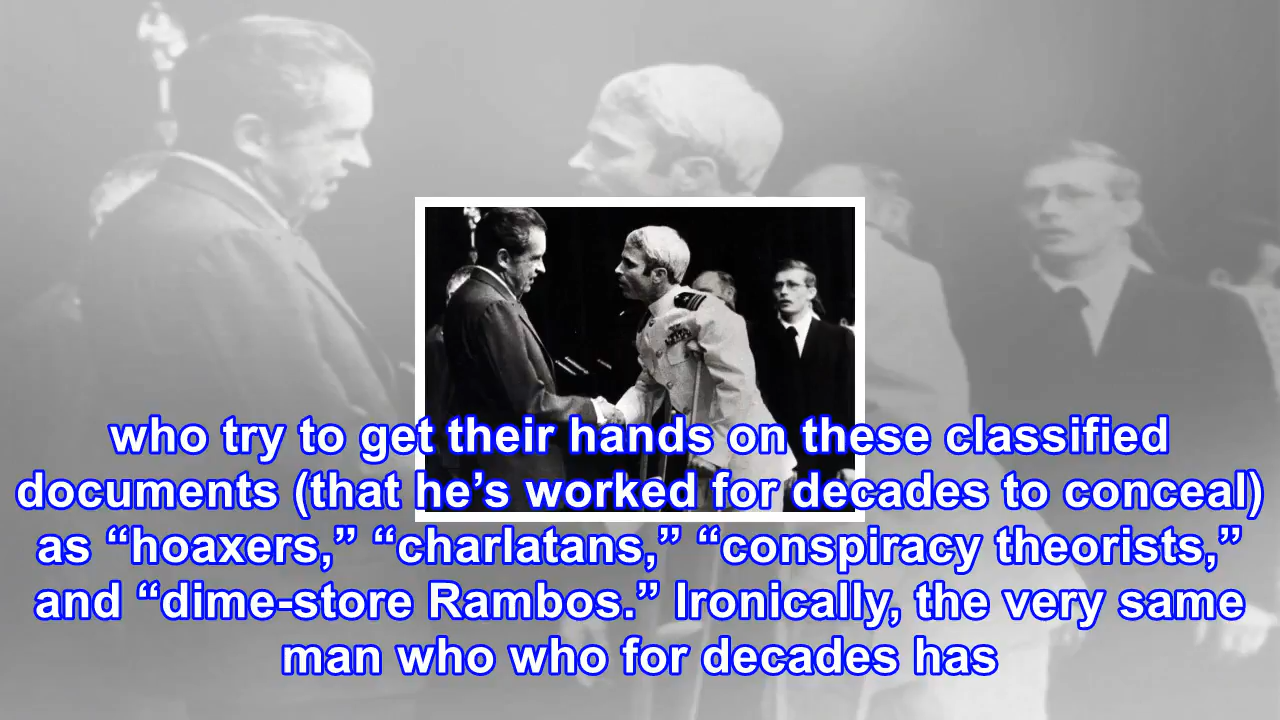 who try to get their hands on these classified
documents (that he’s worked for decades to conceal)
as “hoaxers,” “charlatans,” “conspiracy theorists,”
and “dime-store Rambos.” Ironically, the very same
man who who for decades has